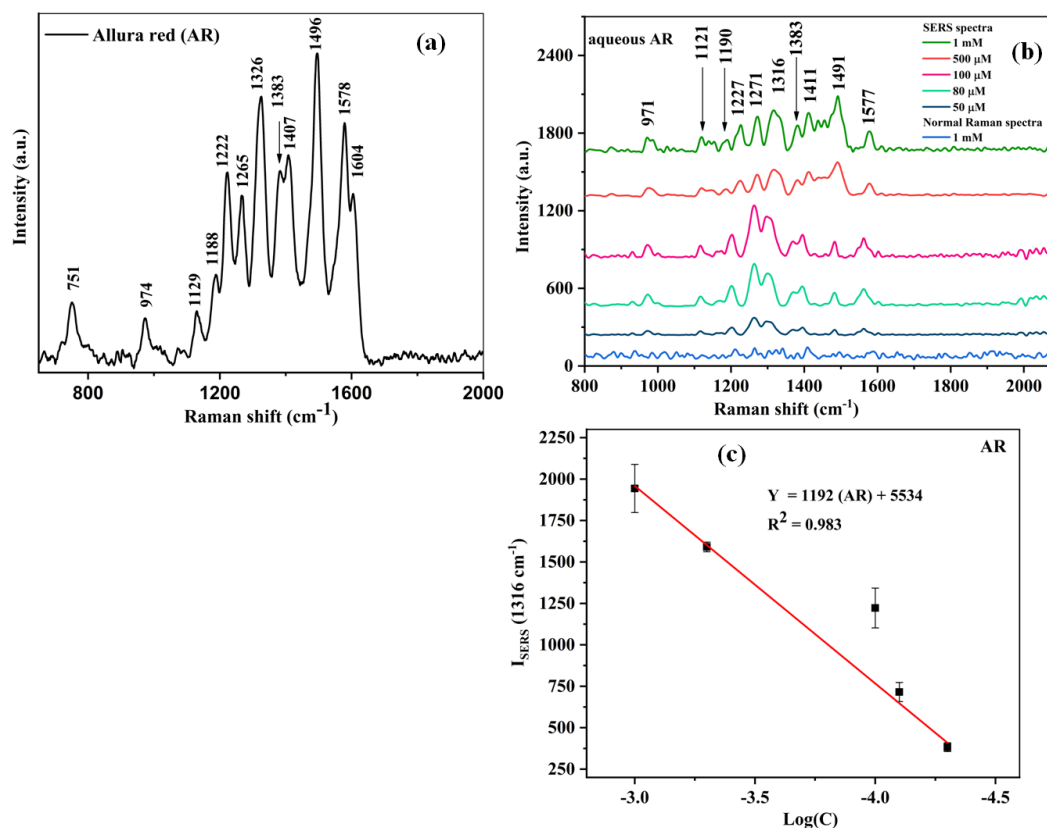 Allura red (AR)
(a)
1496
1326
1383
1578
1407
1222
1265
1604
1188
751
974
1129
Intensity (a.u.)
800
1200
1600
2000
Raman shift (cm-1)
aqueous AR
(b)
SERS spectra
1 mM
500 μM
100 μM
80 μM
50 μM
Normal Raman spectra
1 mM
971
1121
1190
1227
1271
1316
1383
1411
1491
1577
Intensity (a.u.)
2400
1800
1200
600
0
800
1000
1200
1400
1600
1800
2000
Raman shift (cm-1)
(c)
AR
Y = 1192 (AR) + 5534
R2 = 0.983
ISERS (1316 cm-1)
2250
2000
1750
1500
1250
1000
750
500
250
-3.0
-3.5
-4.0
-4.5
Log(C)